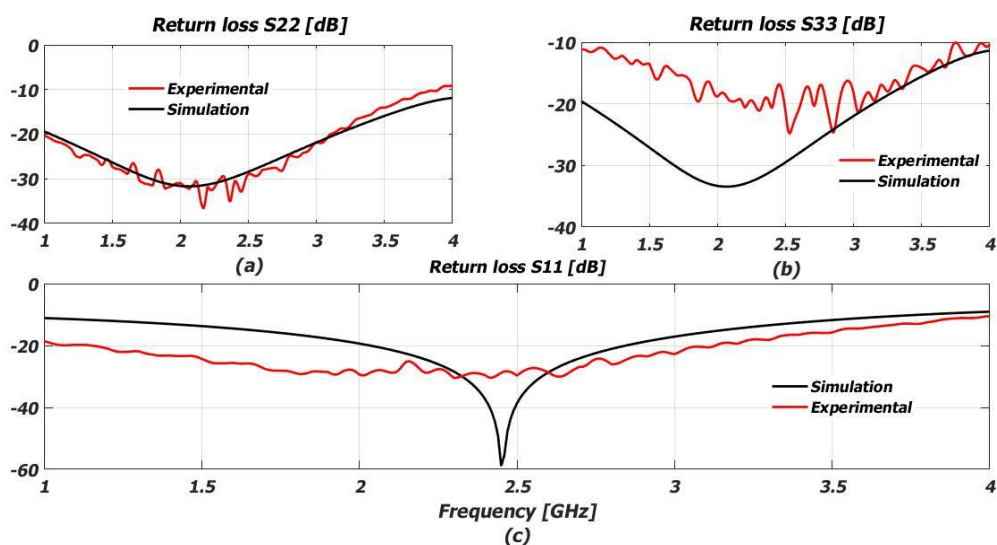 Return loss S22 [dB]
0
-10
-20
-30
-40
Experimental
Simulation
1
1.5
2
2.5
3
3.5
4
(a)
Return loss S33 [dB]
-10
-20
-30
-40
Experimental
Simulation
1
1.5
2
2.5
3
3.5
4
(b)
Return loss S11 [dB]
0
-20
-40
-60
Simulation
Experimental
1
1.5
2
2.5
3
3.5
4
Frequency [GHz]
(c)